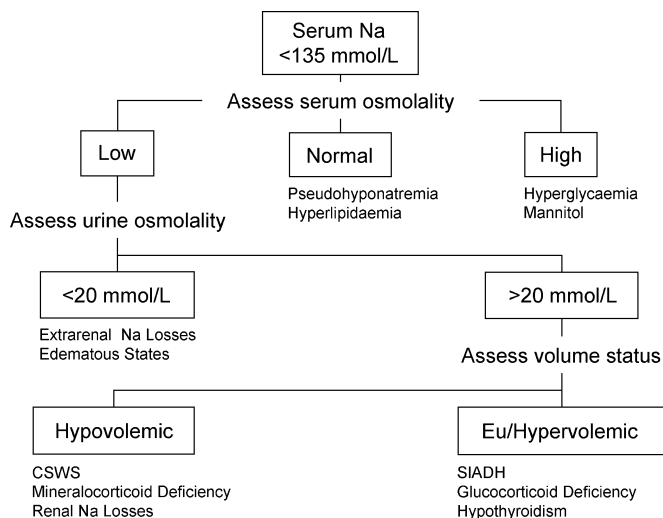 Serum Na
<135 mmol/L
Assess serum osmolality
Low
Normal
High
Pseudohyponatremia
Hyperlipidaemia
Hyperglycaemia
Mannitol
Assess urine osmolality
<20 mmol/L
>20 mmol/L
Extrarenal Na Losses
Edematous States
Assess volume status
Hypovolemic
Eu/Hypervolemic
CSWS
Mineralocorticoid Deficiency
Renal Na Losses
SIADH
Glucocorticoid Deficiency
Hypothyroidism